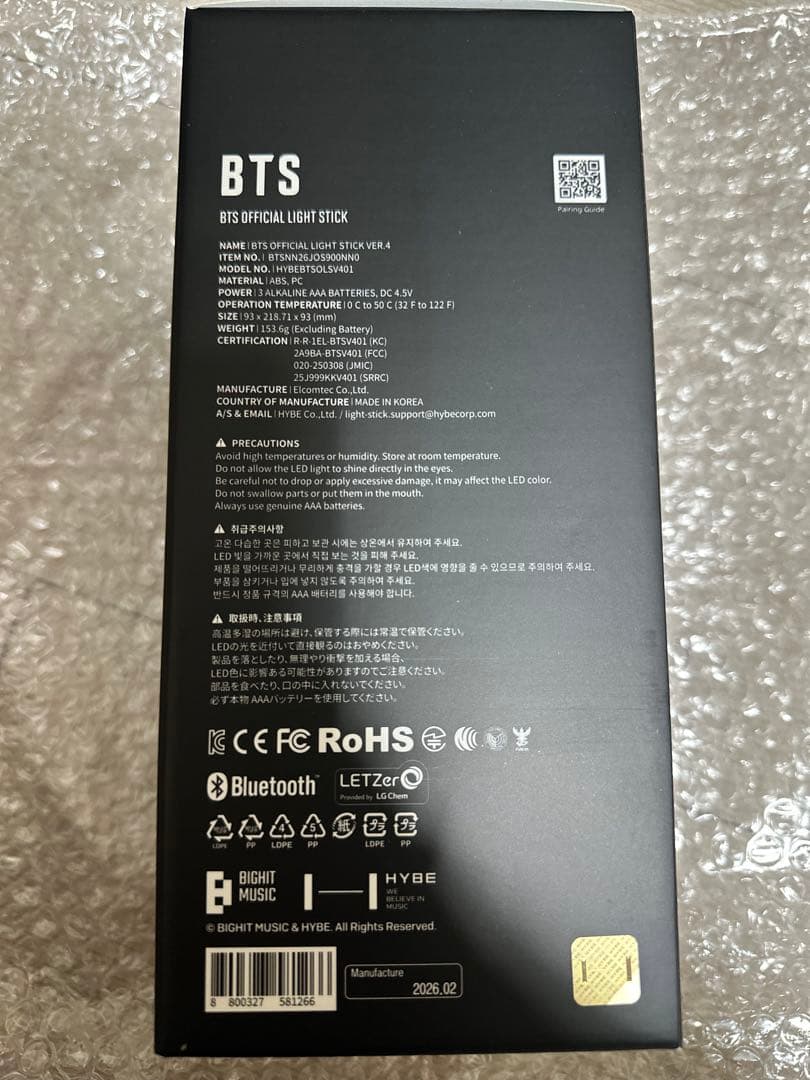 BTS
BTS OFFICIAL LIGHT STICK
Pairing Guide
NAME | BTS OFFICIAL LIGHT STICK VER.4
ITEM NO. | BTSNN26JOS900NN0
MODEL NO. | HYBEBTSOLSV401
MATERIAL | ABS, PC
POWER | 3 ALKALINE AAA BATTERIES, DC 4.5V
OPERATION TEMPERATURE | 0 C to 50 C (32 F to 122 F)
SIZE | 93 x 218.71 x 93 (mm)
WEIGHT | 153.6g (Excluding Battery)
CERTIFICATION | R-R-1EL-BTSV401 (KC)
2A9BA-BTSV401 (FCC)
020-250308 (JMIC)
25J999KKV401 (SRRC)
MANUFACTURE | Elcomtec Co.,Ltd.
COUNTRY OF MANUFACTURE | MADE IN KOREA
A/S & EMAIL | HYBE Co.,Ltd. / light-stick.support@hybecorp.com
PRECAUTIONS
Avoid high temperatures or humidity. Store at room temperature.
Do not allow the LED light to shine directly in the eyes.
Be careful not to drop or apply excessive damage, it may affect the LED color.
Do not swallow parts or put them in the mouth.
Always use genuine AAA batteries.
취급주의사항
고온 다습한 곳은 피하고 보관 시에는 상온에서 유지하여 주세요.
LED 빛을 가까운 곳에서 직접 보는 것을 피해 주세요.
제품을 떨어뜨리거나 무리하게 충격을 가할 경우 LED색에 영향을 줄 수 있으므로 주의하여 주세요.
부품을 삼키거나 입에 넣지 않도록 주의하여 주세요.
반드시 정품 규격의 AAA 배터리를 사용해야 합니다.
取扱時、注意事項
高温多湿の場所は避け、保管する際には常温で保管ください。
LEDの光を近付いて直接観るのはおやめください。
製品を落としたり、無理やり衝撃を加える場合、
LED色に影響ある可能性がありますのでご注意ください。
部品を食べたり、口の中に入れないでください。
必ず本物 AAAバッテリーを使用してください。
CE FC RoHS
Bluetooth™
LETZero
Provided by LG Chem
LDPE PP 4 LDPE 5 PP 紙 プラ LDPE プラ PP
BIGHIT
MUSIC
HYBE
WE
BELIEVE IN
MUSIC
© BIGHIT MUSIC & HYBE. All Rights Reserved.
8 800327 581266
Manufacture
2026.02